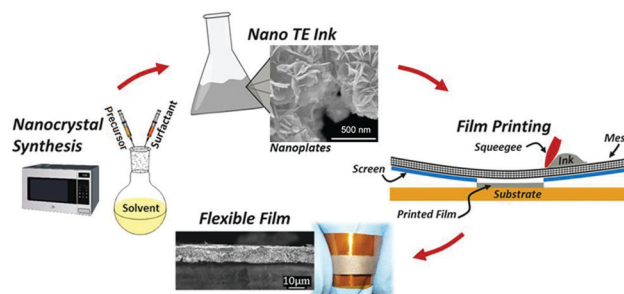 Nano TE Ink
Nanoplates
500 nm
Nanocrystal
Synthesis
Precursor
Surfactant
Solvent
Film Printing
Squeegee
Ink
Mes
Screen
Substrate
Printed Film
Flexible Film
10µm